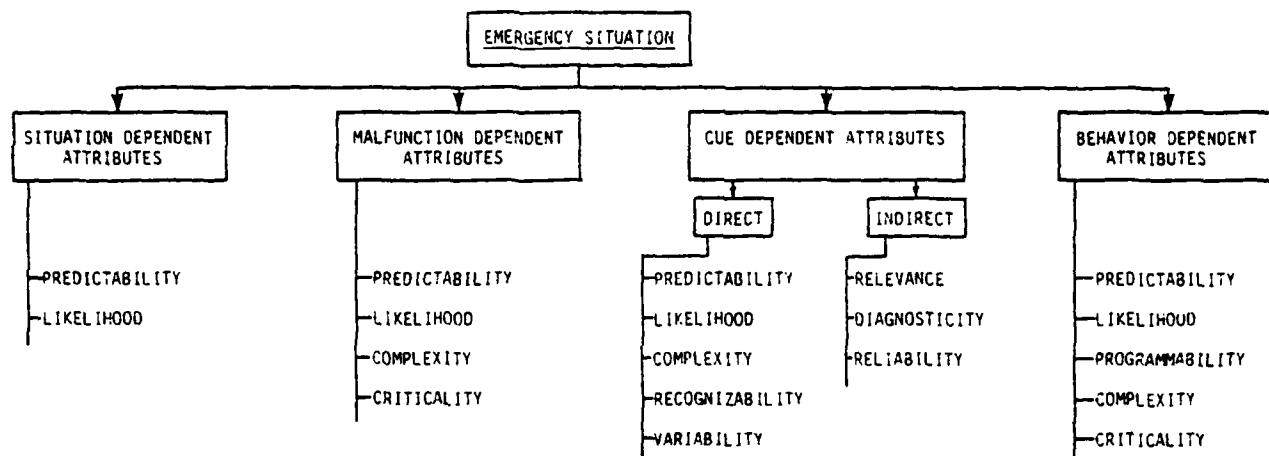 EMERGENCY SITUATION
SITUATION DEPENDENT
ATTRIBUTES
MALFUNCTION DEPENDENT
ATTRIBUTES
CUE DEPENDENT ATTRIBUTES
BEHAVIOR DEPENDENT
ATTRIBUTES
DIRECT
INDIRECT
PREDICTABILITY
LIKELIHOOD
PREDICTABILITY
LIKELIHOOD
COMPLEXITY
CRITICALITY
PREDICTABILITY
LIKELIHOOD
COMPLEXITY
RECOGNIZABILITY
VARIABILITY
RELEVANCE
DIAGNOSTICITY
RELIABILITY
PREDICTABILITY
LIKELIHOOD
PROGRAMMABILITY
COMPLEXITY
CRITICALITY